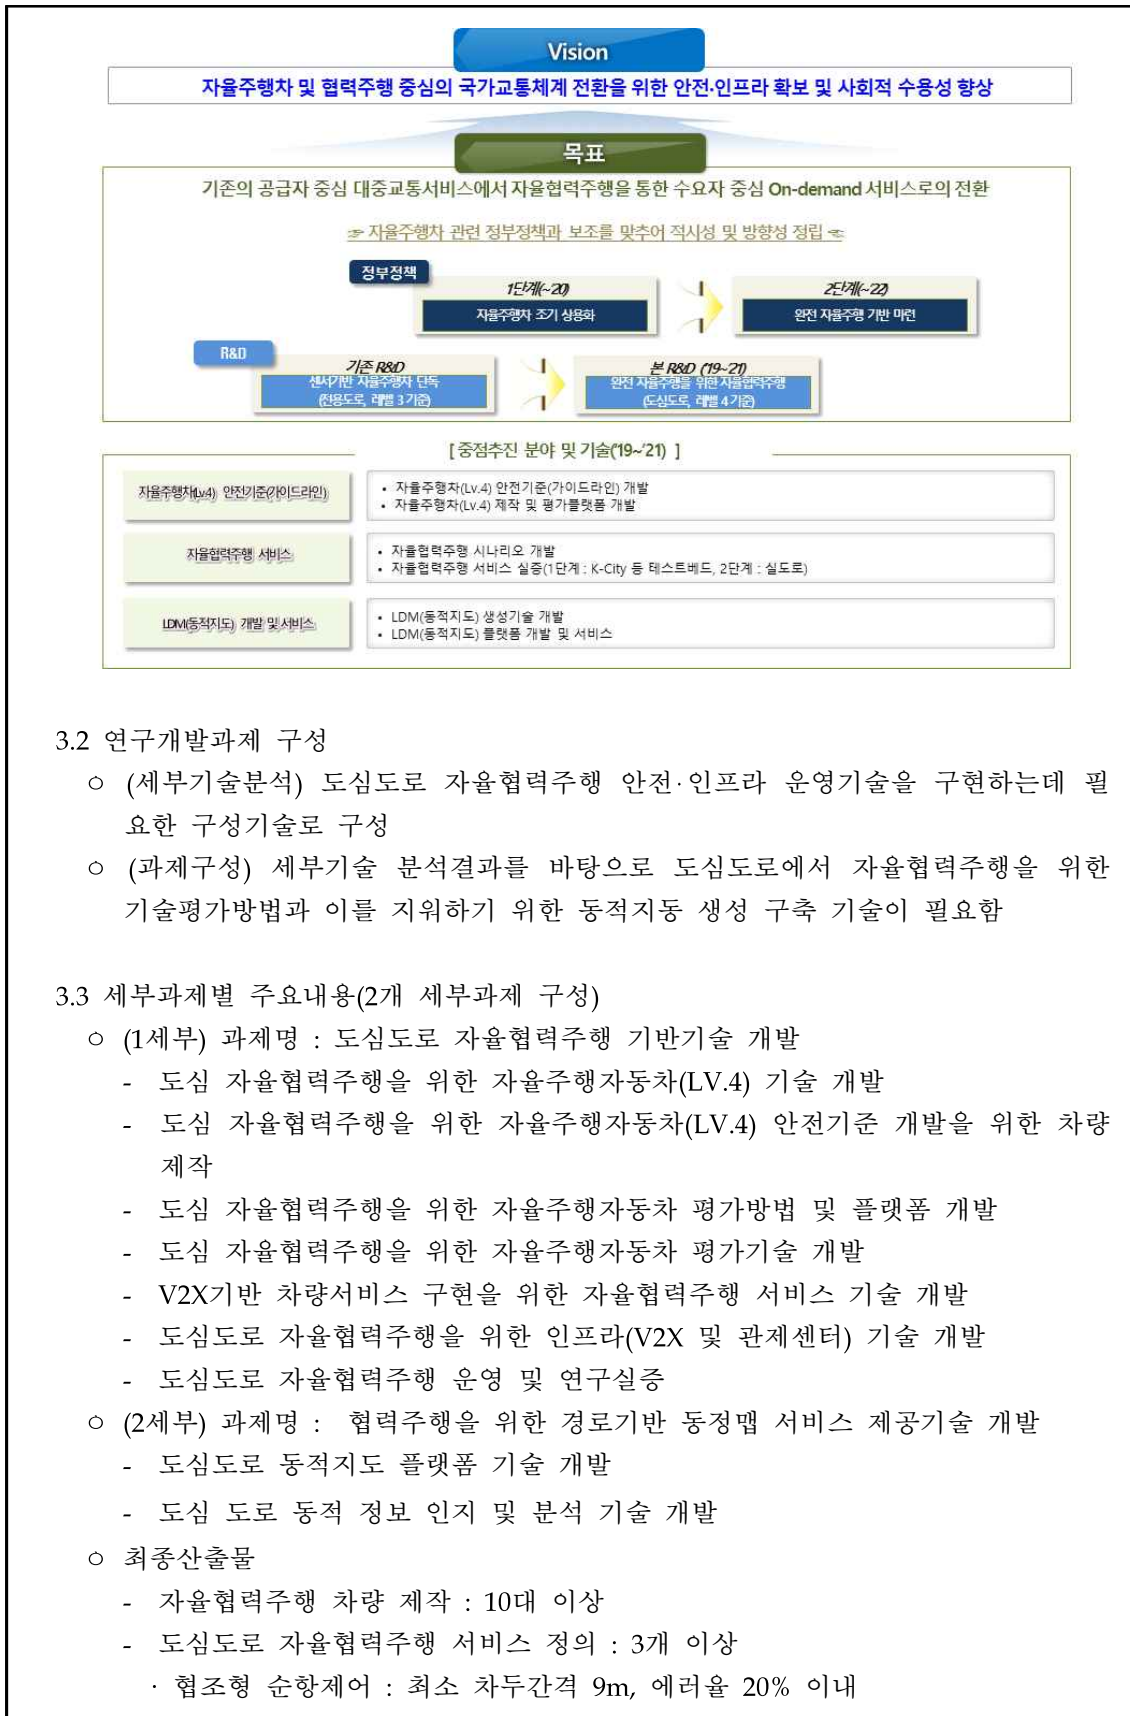 Vision
자율주행차 및 협력주행 중심의 국가교통체계 전환을 위한 안전·인프라 확보 및 사회적 수용성 향상
목표
기존의 공급자 중심 대중교통서비스에서 자율협력주행을 통한 수요자 중심 On-demand 서비스로의 전환
☞ 자율주행차 관련 정부정책과 보조를 맞추어 적시성 및 방향성 정립 ☜
정부정책
1단계(~20)
자율주행차 조기 상용화
2단계(~22)
완전 자율주행 기반 마련
R&D
기존 R&D
센서기반 자율주행차 단독
(전용도로, 레벨 3 기준)
본 R&D (19~21)
완전 자율주행을 위한 자율협력주행
(도심도로, 레벨 4 기준)
[ 중점추진 분야 및 기술('19~'21) ]
자율주행차(Lv.4) 안전기준(가이드라인)
• 자율주행차(Lv.4) 안전기준(가이드라인) 개발
• 자율주행차(Lv.4) 제작 및 평가플랫폼 개발
자율협력주행 서비스
• 자율협력주행 시나리오 개발
• 자율협력주행 서비스 실증(1단계 : K-City 등 테스트베드, 2단계 : 실도로)
LDM(동적지도) 개발 및 서비스
• LDM(동적지도) 생성기술 개발
• LDM(동적지도) 플랫폼 개발 및 서비스
3.2 연구개발과제 구성
ㅇ (세부기술분석) 도심도로 자율협력주행 안전·인프라 운영기술을 구현하는데 필
요한 구성기술로 구성
ㅇ (과제구성) 세부기술 분석결과를 바탕으로 도심도로에서 자율협력주행을 위한
기술평가방법과 이를 지워하기 위한 동적지동 생성 구축 기술이 필요함
3.3 세부과제별 주요내용(2개 세부과제 구성)
ㅇ (1세부) 과제명 : 도심도로 자율협력주행 기반기술 개발
- 도심 자율협력주행을 위한 자율주행자동차(LV.4) 기술 개발
- 도심 자율협력주행을 위한 자율주행자동차(LV.4) 안전기준 개발을 위한 차량
제작
- 도심 자율협력주행을 위한 자율주행자동차 평가방법 및 플랫폼 개발
- 도심 자율협력주행을 위한 자율주행자동차 평가기술 개발
- V2X기반 차량서비스 구현을 위한 자율협력주행 서비스 기술 개발
- 도심도로 자율협력주행을 위한 인프라(V2X 및 관제센터) 기술 개발
- 도심도로 자율협력주행 운영 및 연구실증
ㅇ (2세부) 과제명 : 협력주행을 위한 경로기반 동정맵 서비스 제공기술 개발
- 도심도로 동적지도 플랫폼 기술 개발
- 도심 도로 동적 정보 인지 및 분석 기술 개발
ㅇ 최종산출물
- 자율협력주행 차량 제작 : 10대 이상
- 도심도로 자율협력주행 서비스 정의 : 3개 이상
· 협조형 순항제어 : 최소 차두간격 9m, 에러율 20% 이내